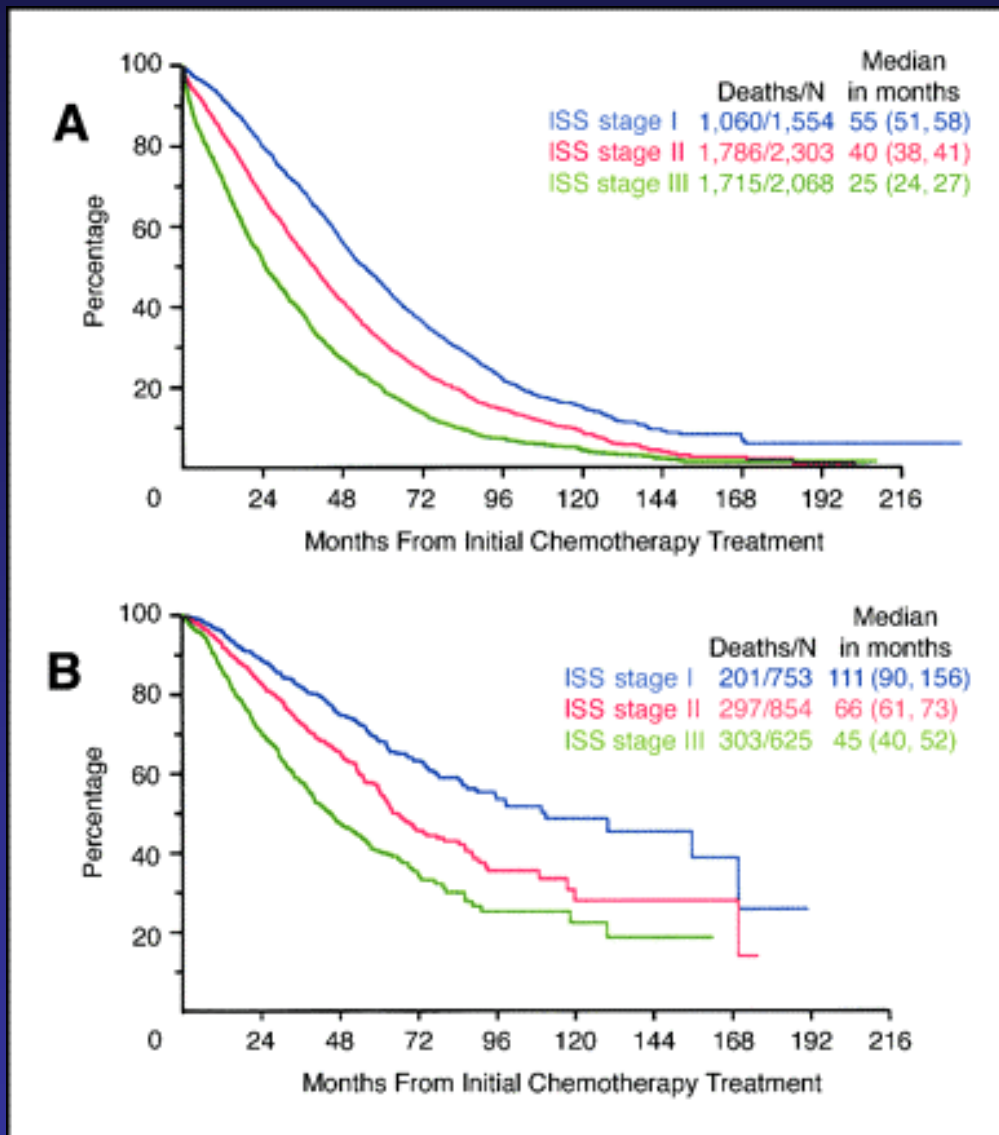 A
Median
Deaths/N in months
ISS stage I 1,060/1,554 55 (51, 58)
ISS stage II 1,786/2,303 40 (38, 41)
ISS stage III 1,715/2,068 25 (24, 27)
100
80
60
40
20
Percentage
0 24 48 72 96 120 144 168 192 216
Months From Initial Chemotherapy Treatment
B
Median
Deaths/N in months
ISS stage I 201/753 111 (90, 156)
ISS stage II 297/854 66 (61, 73)
ISS stage III 303/625 45 (40, 52)
100
80
60
40
20
Percentage
0 24 48 72 96 120 144 168 192 216
Months From Initial Chemotherapy Treatment